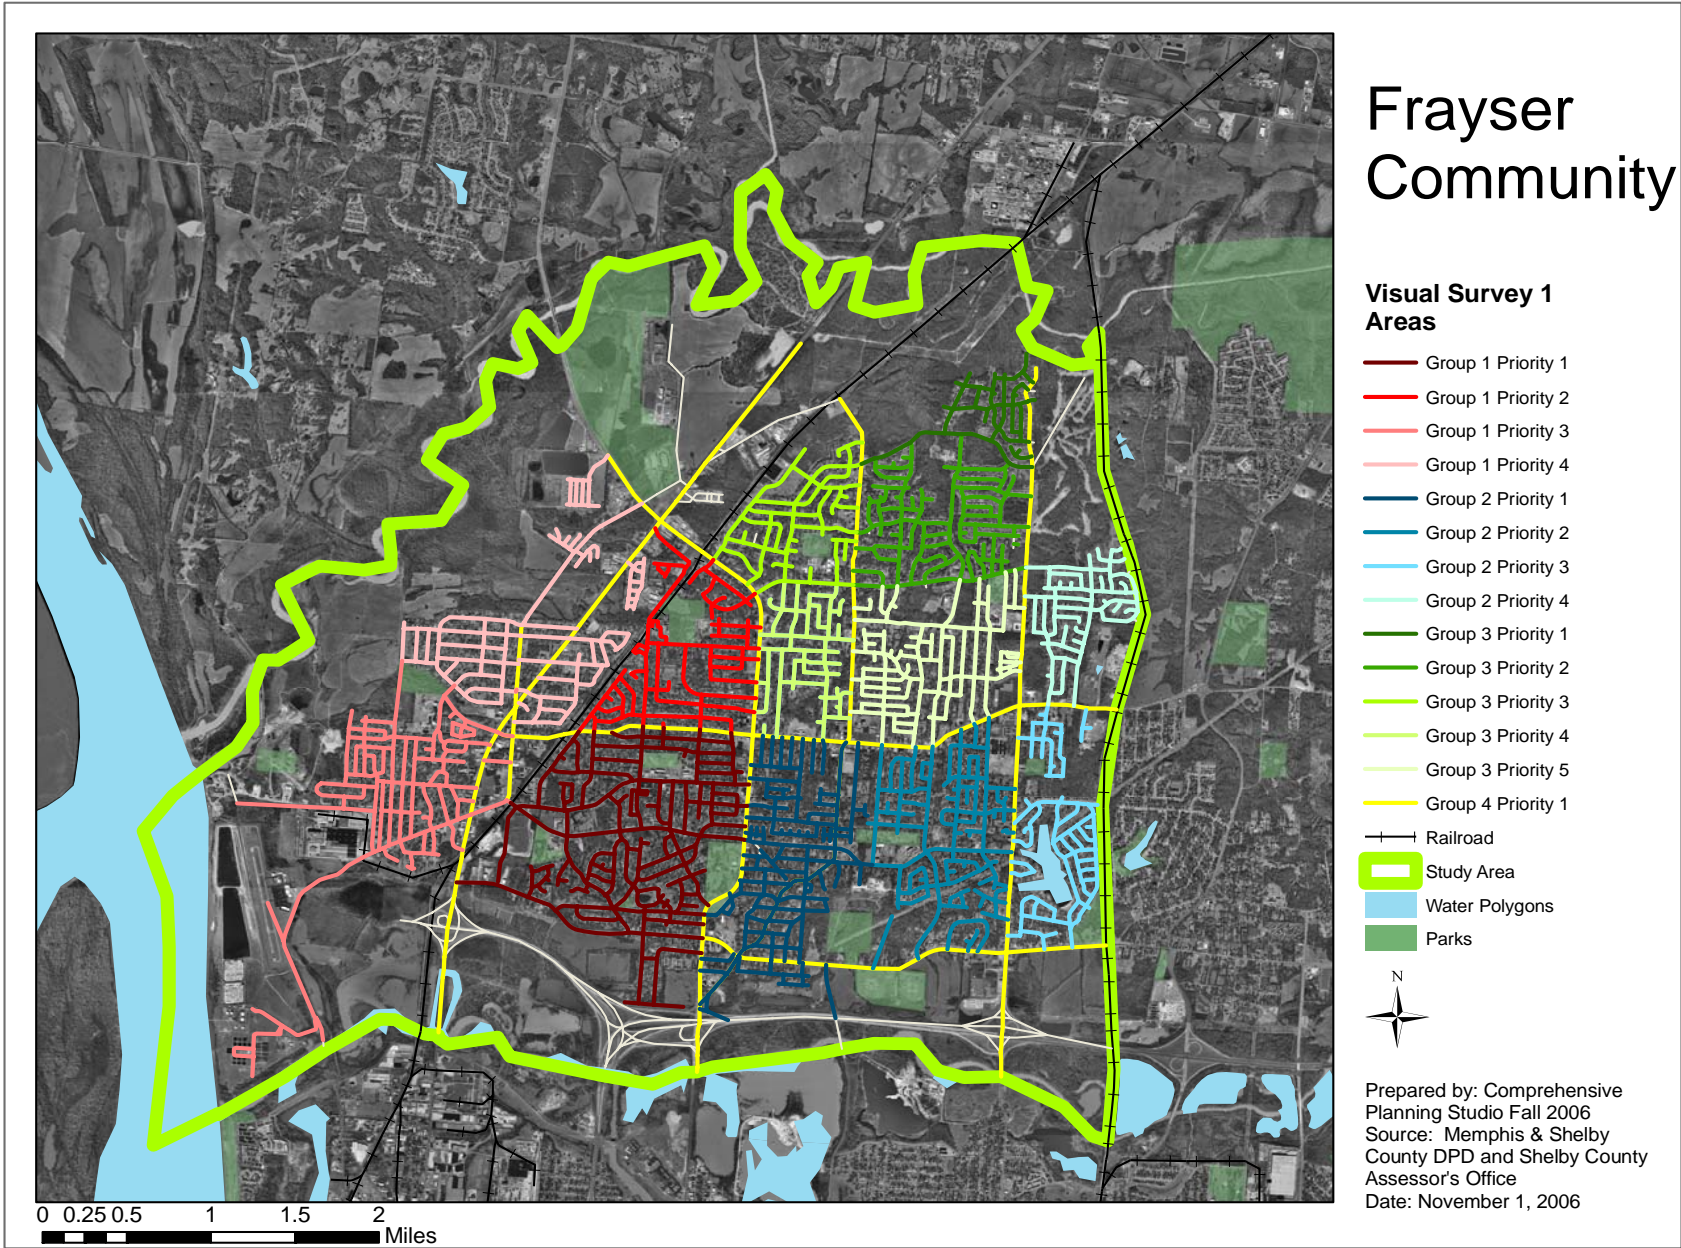 Frayser
Community
Visual Survey 1
Areas
Group 1 Priority 1
Group 1 Priority 2
Group 1 Priority 3
Group 1 Priority 4
Group 2 Priority 1
Group 2 Priority 2
Group 2 Priority 3
Group 2 Priority 4
Group 3 Priority 1
Group 3 Priority 2
Group 3 Priority 3
Group 3 Priority 4
Group 3 Priority 5
Group 4 Priority 1
Railroad
Study Area
Water Polygons
Parks
N
Prepared by: Comprehensive
Planning Studio Fall 2006
Source: Memphis & Shelby
County DPD and Shelby County
Assessor's Office
Date: November 1, 2006
0 0.25 0.5 1 1.5 2
Miles